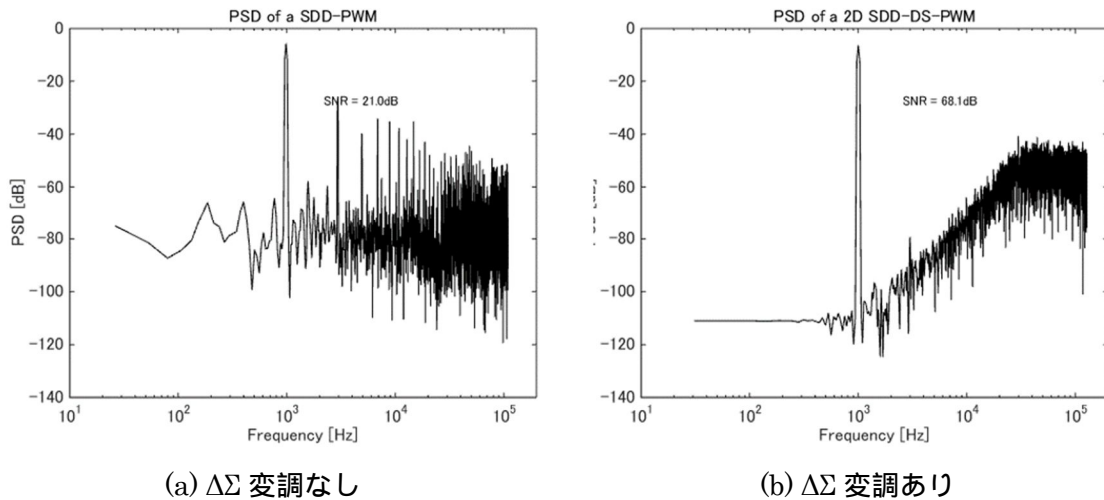 PSD of a SDD-PWM
0
−20
−40
−60
−80
−100
−120
−140
PSD [dB]
SNR = 21.0dB
10^1
10^2
10^3
10^4
10^5
Frequency [Hz]
(a) ΔΣ 変調なし
PSD of a 2D SDD-DS-PWM
0
−20
−40
−60
−80
−100
−120
−140
SNR = 68.1dB
10^1
10^2
10^3
10^4
10^5
Frequency [Hz]
(b) ΔΣ 変調あり